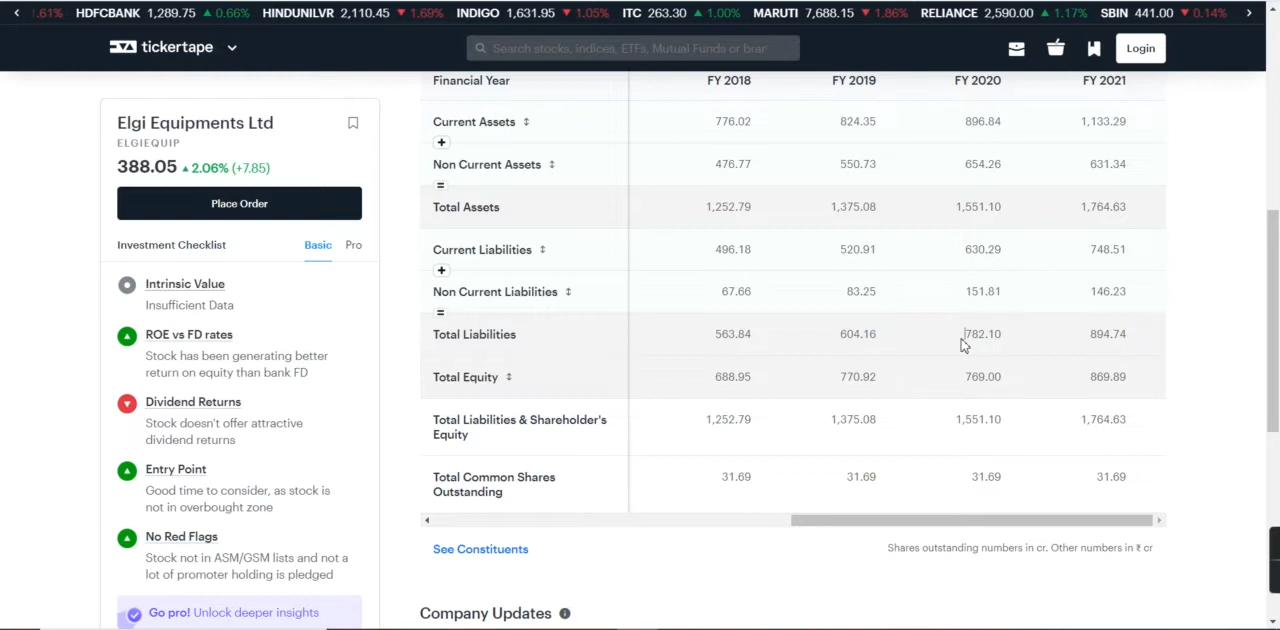 .61% HDFCBANK 1,289.75 ▲ 0.66% HINDUNILVR 2,110.45 ▼ 1.69% INDIGO 1,631.95 ▼ 1.05% ITC 263.30 ▲ 1.00% MARUTI 7,688.15 ▼ 1.86% RELIANCE 2,590.00 ▲ 1.17% SBIN 441.00 ▼ 0.14%
tickertape
Search stocks, indices, ETFs, Mutual Funds or brar
Login
Elgi Equipments Ltd
ELGIEQUIP
388.05 ▲ 2.06% (+7.85)
Place Order
Investment Checklist Basic Pro
Intrinsic Value
Insufficient Data
ROE vs FD rates
Stock has been generating better
return on equity than bank FD
Dividend Returns
Stock doesn't offer attractive
dividend returns
Entry Point
Good time to consider, as stock is
not in overbought zone
No Red Flags
Stock not in ASM/GSM lists and not a
lot of promoter holding is pledged
Go pro! Unlock deeper insights
Financial Year FY 2018 FY 2019 FY 2020 FY 2021
Current Assets 776.02 824.35 896.84 1,133.29
+
Non Current Assets 476.77 550.73 654.26 631.34
=
Total Assets 1,252.79 1,375.08 1,551.10 1,764.63
Current Liabilities 496.18 520.91 630.29 748.51
+
Non Current Liabilities 67.66 83.25 151.81 146.23
=
Total Liabilities 563.84 604.16 782.10 894.74
Total Equity 688.95 770.92 769.00 869.89
Total Liabilities & Shareholder's 1,252.79 1,375.08 1,551.10 1,764.63
Equity
Total Common Shares 31.69 31.69 31.69 31.69
Outstanding
See Constituents
Shares outstanding numbers in cr. Other numbers in ₹ cr
Company Updates